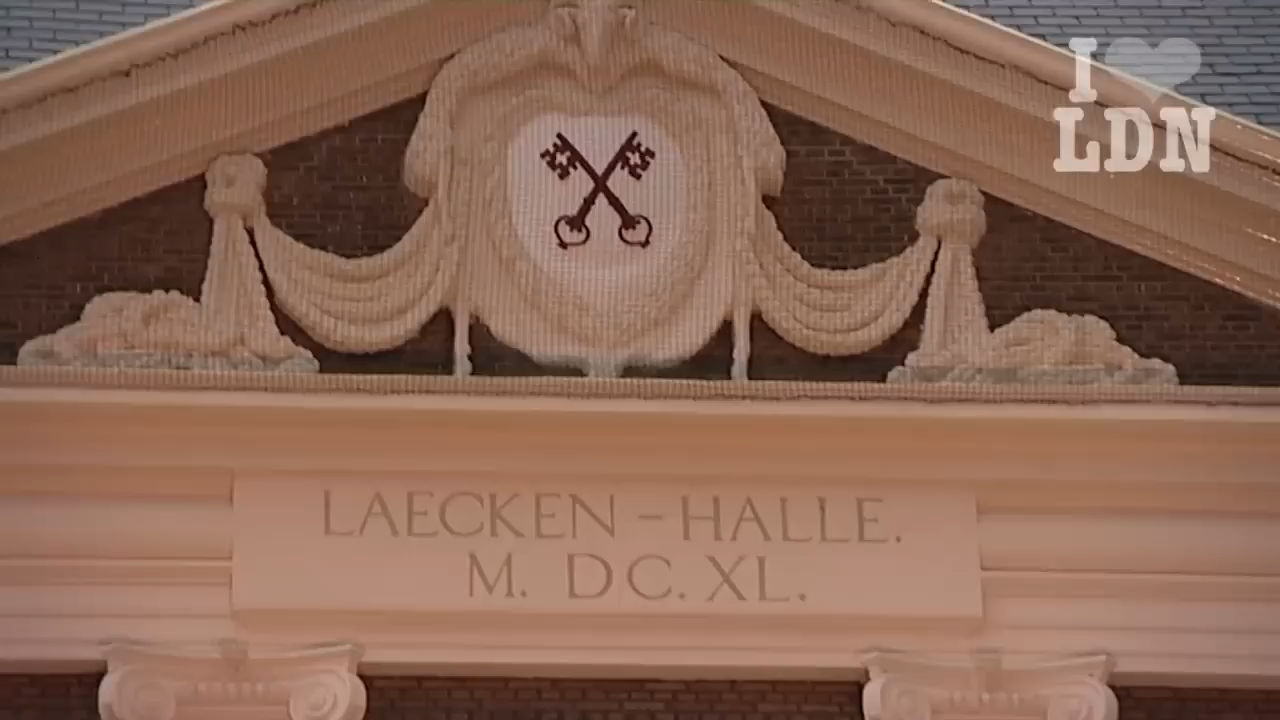 I
LDN
LAECKEN-HALLE.
M. DC. XL.